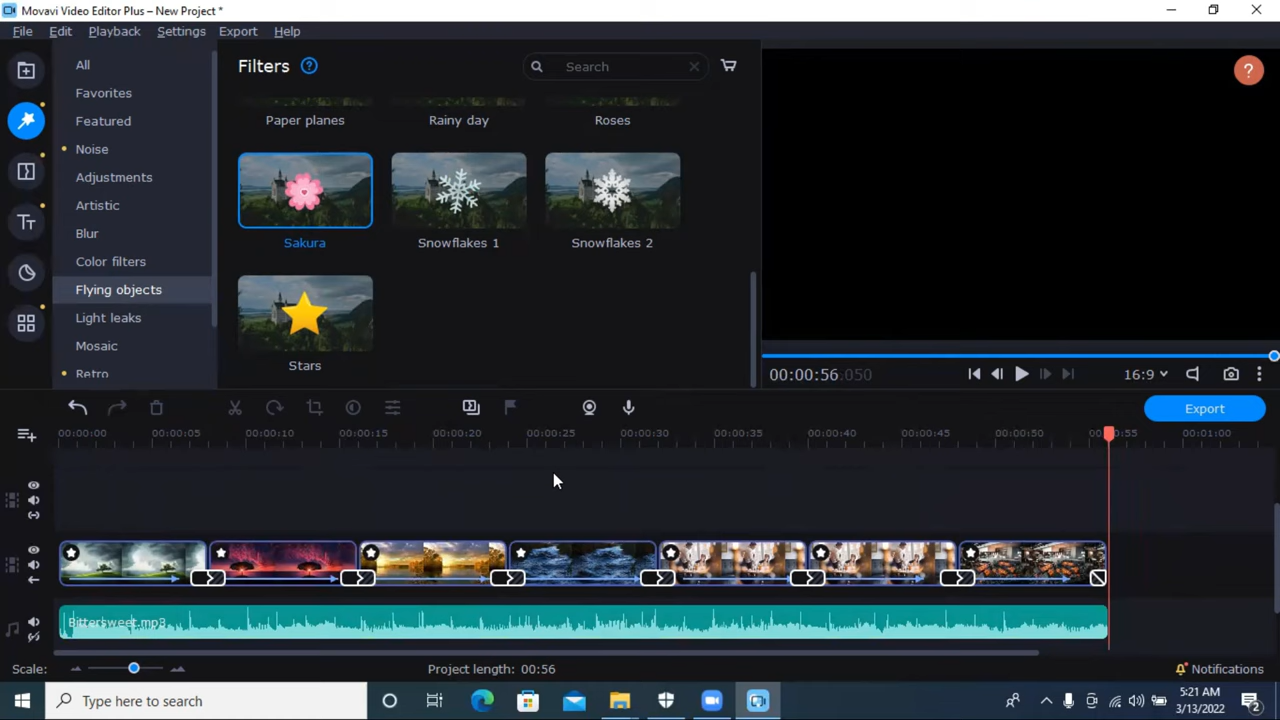 Movavi Video Editor Plus – New Project *
File Edit Playback Settings Export Help
All
Favorites
Featured
Noise
Adjustments
Artistic
Blur
Color filters
Flying objects
Light leaks
Mosaic
Retro
Filters ?
Search
Paper planes Rainy day Roses
Sakura Snowflakes 1 Snowflakes 2
Stars
?
00:00:56.050
16:9
Export
00:00:00 00:00:05 00:00:10 00:00:15 00:00:20 00:00:25 00:00:30 00:00:35 00:00:40 00:00:45 00:00:50 00:00:55 00:01:00
Bittersweet.mp3
Scale: Project length: 00:56 Notifications
Type here to search
5:21 AM
3/13/2022
2